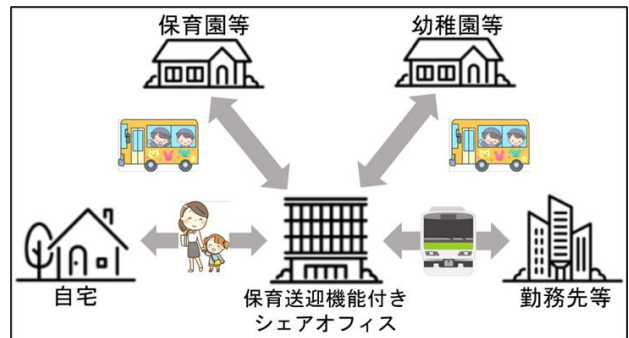 保育園等
幼稚園等
自宅
保育送迎機能付き
シェアオフィス
勤務先等